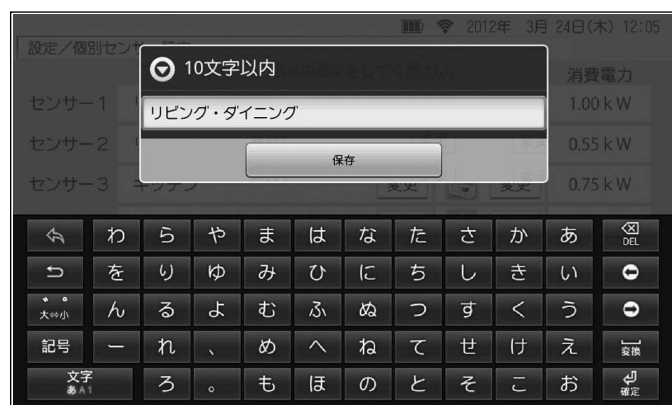 2012年 3月 24日(木) 12:05
設定／個別センサー設定
10文字以内
消費電力
リビング・ダイニング
センサー1 1.00 kW
保存
センサー2 0.55 kW
センサー3 キッチン 変更 変更 0.75 kW
わ ら や ま は な た さ か あ DEL
を り ゆ み ひ に ち し き い
大⇔小 ん る よ む ふ ぬ つ す く う
記号 ー れ 、 め へ ね て せ け え 変換
文字 あA1 ろ 。 も ほ の と そ こ お 確定